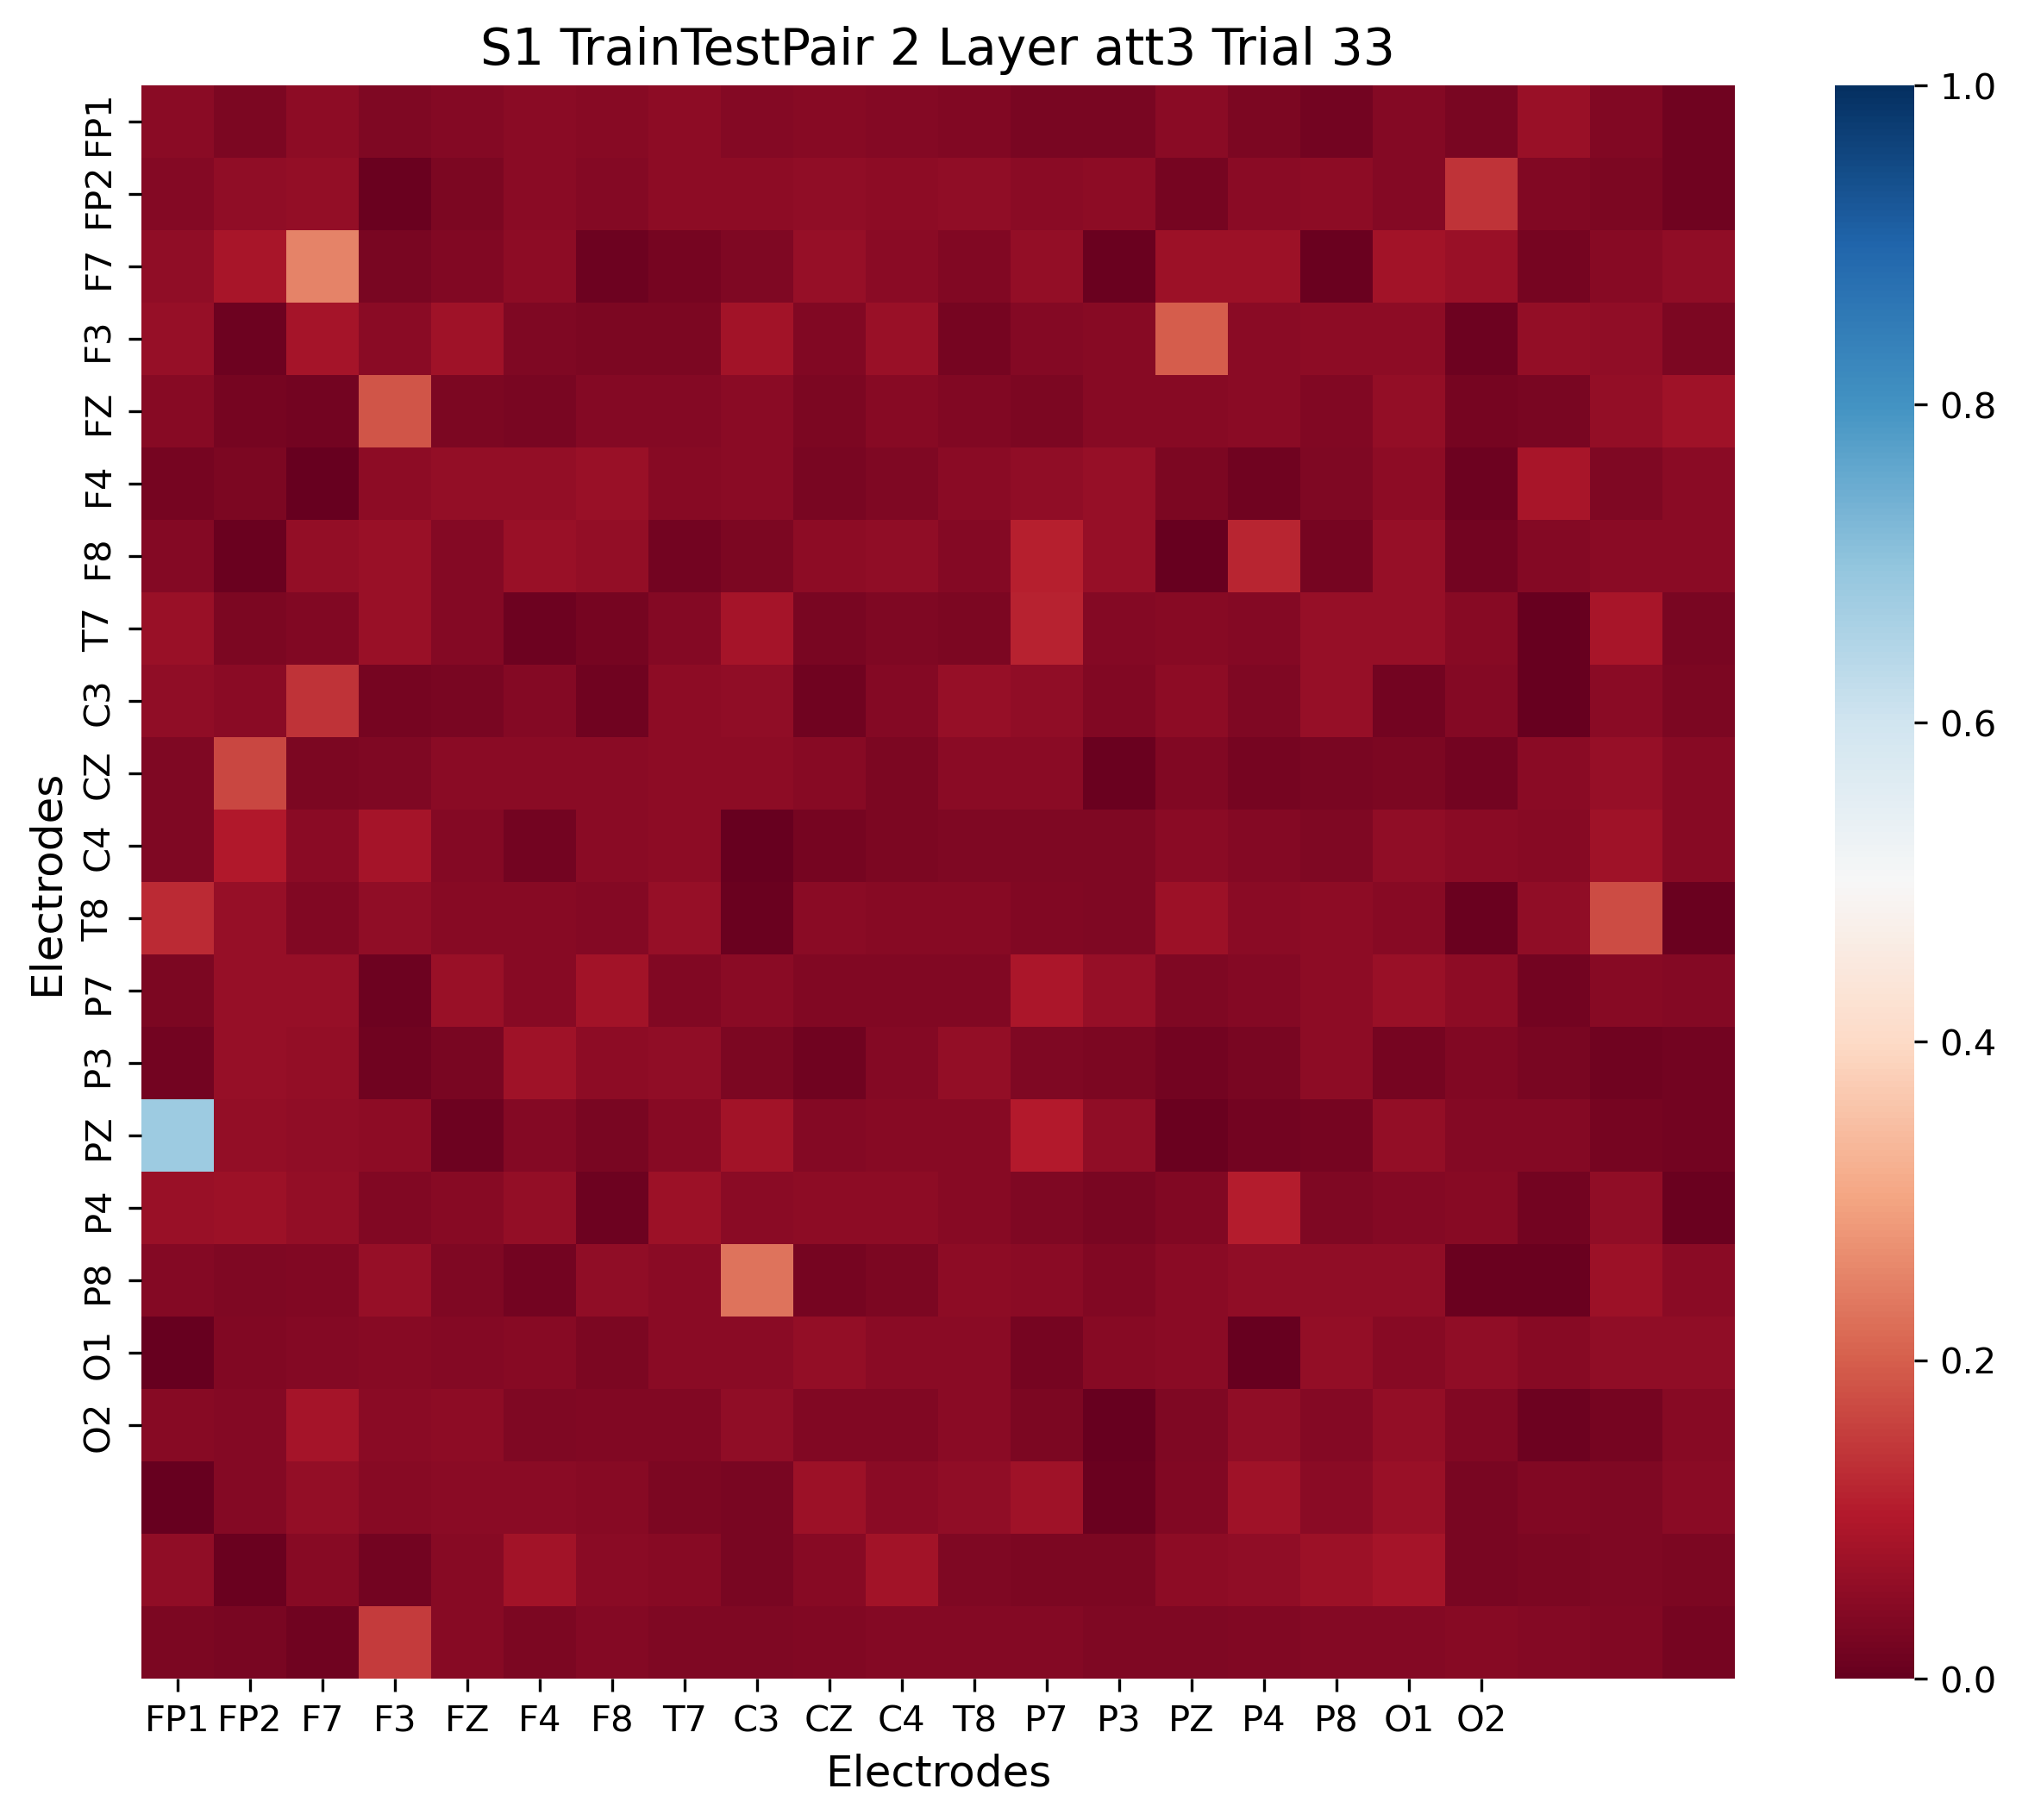 S1 TrainTestPair 2 Layer att3 Trial 33
Electrodes
FP1
FP2
F7
F3
FZ
F4
F8
T7
C3
CZ
C4
T8
P7
P3
PZ
P4
P8
O1
O2
FP1 FP2 F7 F3 FZ F4 F8 T7 C3 CZ C4 T8 P7 P3 PZ P4 P8 O1 O2
Electrodes
1.0
0.8
0.6
0.4
0.2
0.0